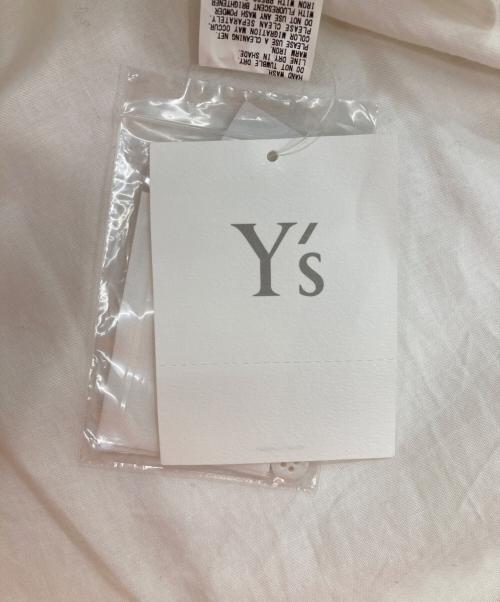 HAND WASH.
DO NOT TUMBLE DRY.
LINE DRY IN SHADE.
WARM IRON.
PLEASE USE A CLEANING NET
COLOR MIGRATION MAY OCCUR.
PLEASE CLEAN SEPARATELY.
DO NOT USE ANY WASH POWDER
WITH FLUORESCENT BRIGHTENER
Y's